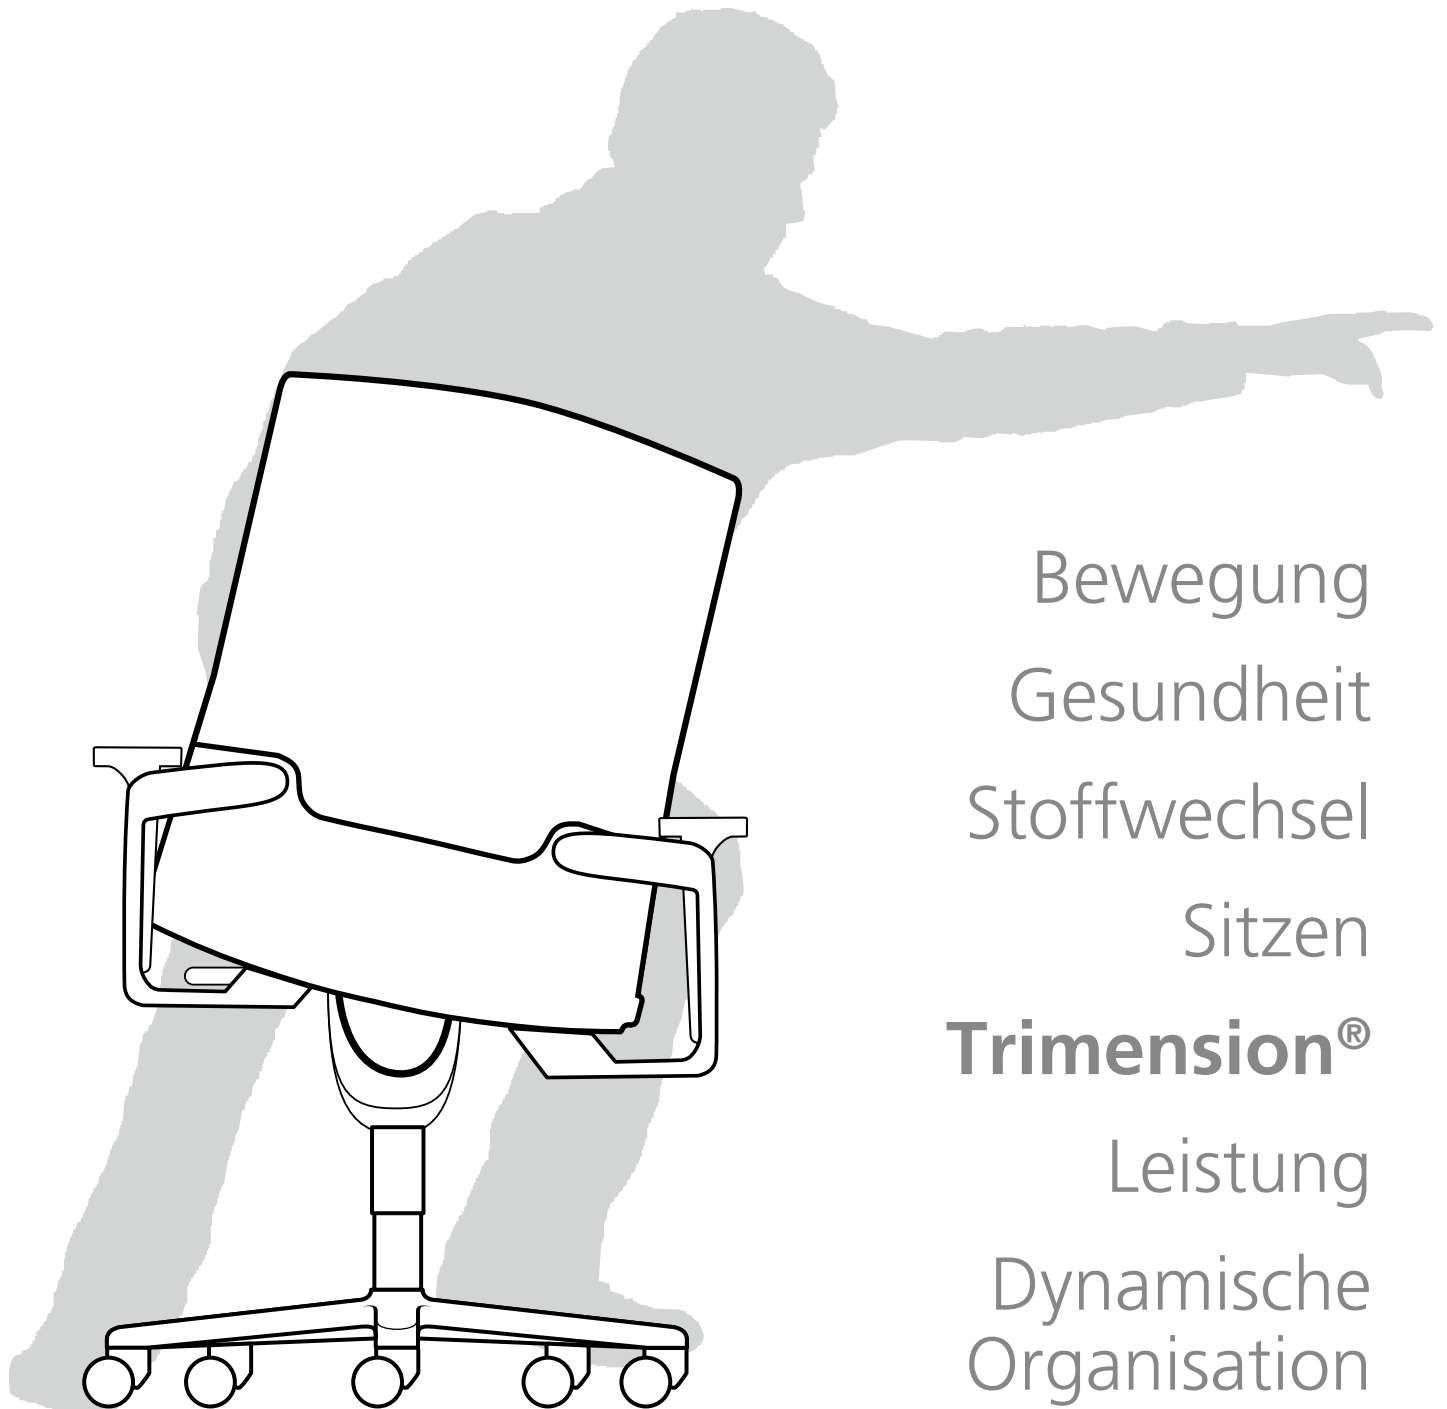 Bewegung
Gesundheit
Stoffwechsel
Sitzen
Trimension®
Leistung
Dynamische
Organisation